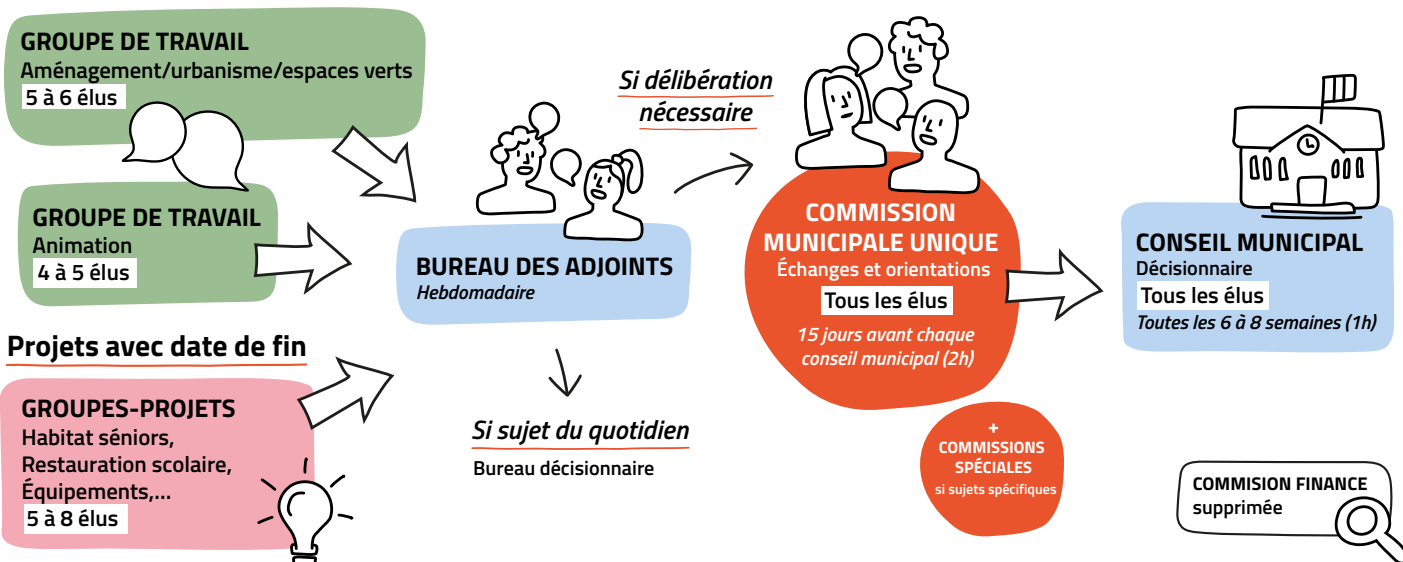 GROUPE DE TRAVAIL
Aménagement/urbanisme/espaces verts
5 à 6 élus
GROUPE DE TRAVAIL
Animation
4 à 5 élus
Projets avec date de fin
GROUPES-PROJETS
Habitat séniors,
Restauration scolaire,
Équipements,...
5 à 8 élus
BUREAU DES ADJOINTS
Hebdomadaire
Si sujet du quotidien
Bureau décisionnaire
Si délibération
nécessaire
COMMISSION
MUNICIPALE UNIQUE
Échanges et orientations
Tous les élus
15 jours avant chaque
conseil municipal (2h)
+
COMMISSIONS
SPÉCIALES
si sujets spécifiques
CONSEIL MUNICIPAL
Décisionnaire
Tous les élus
Toutes les 6 à 8 semaines (1h)
COMMISION FINANCE
supprimée